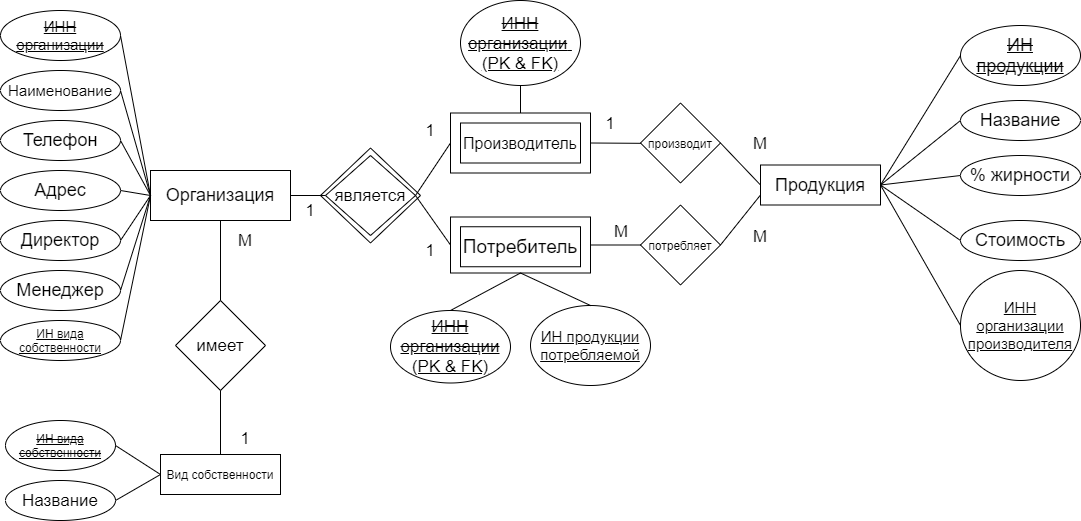 ИНН
организации
Наименование
Телефон
Адрес
Директор
Менеджер
ИН вида
собственности
Организация
1
М
имеет
1
Вид собственности
ИН вида
собственности
Название
является
1
1
ИНН
организации
(PK & FK)
Производитель
1
производит
М
Потребитель
М
потребляет
М
ИНН
организации
(PK & FK)
ИН продукции
потребляемой
Продукция
ИН
продукции
Название
% жирности
Стоимость
ИНН
организации
производителя